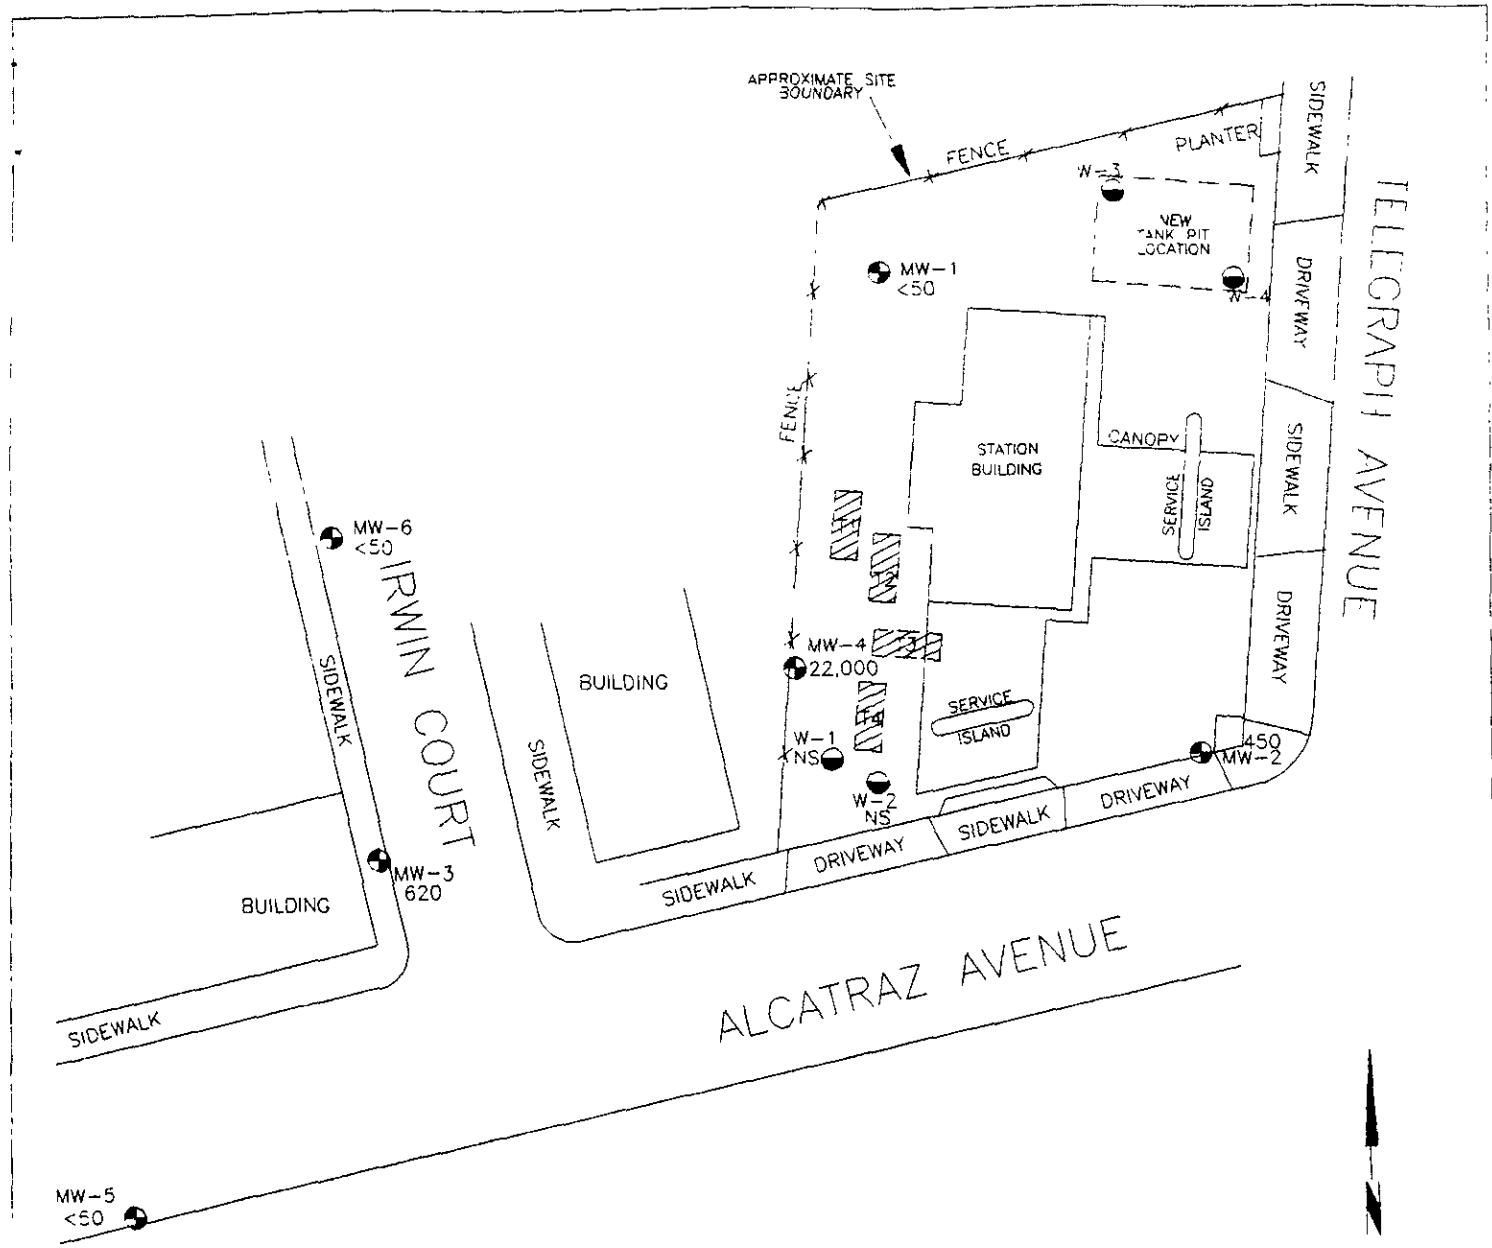 APPROXIMATE SITE
BOUNDARY
FENCE
PLANTER
SIDEWALK
W-3
TELEGRAPH AVENUE
MW-1
<50
DRIVEWAY
W-4
FENCE
STATION
BUILDING
CANOPY
SERVICE
ISLAND
SIDEWALK
MW-6
<50
IRWIN COURT
DRIVEWAY
MW-4
22,000
BUILDING
SIDEWALK
SIDEWALK
SERVICE
ISLAND
W-1
NS
W-2
NS
450
MW-2
DRIVEWAY
SIDEWALK
DRIVEWAY
SIDEWALK
MW-3
620
BUILDING
ALCATRAZ AVENUE
SIDEWALK
MW-5
<50
LOCATION
PIT
TANK
NEW